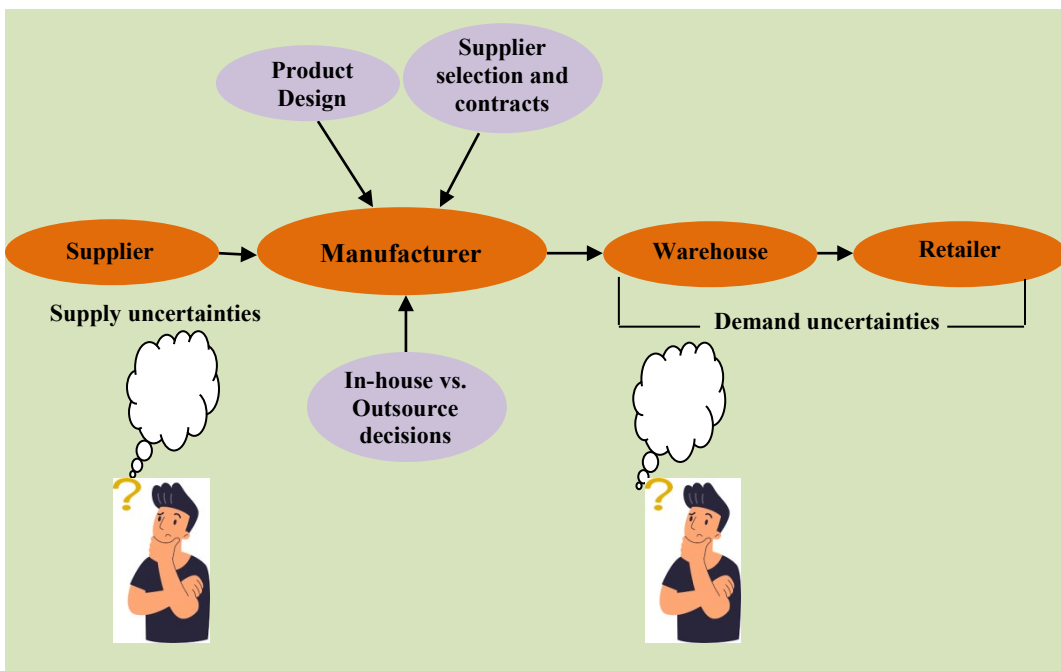 Product
Design
Supplier
selection and
contracts
Supplier
Manufacturer
Warehouse
Retailer
Supply uncertainties
Demand uncertainties
In-house vs.
Outsource
decisions
?
?